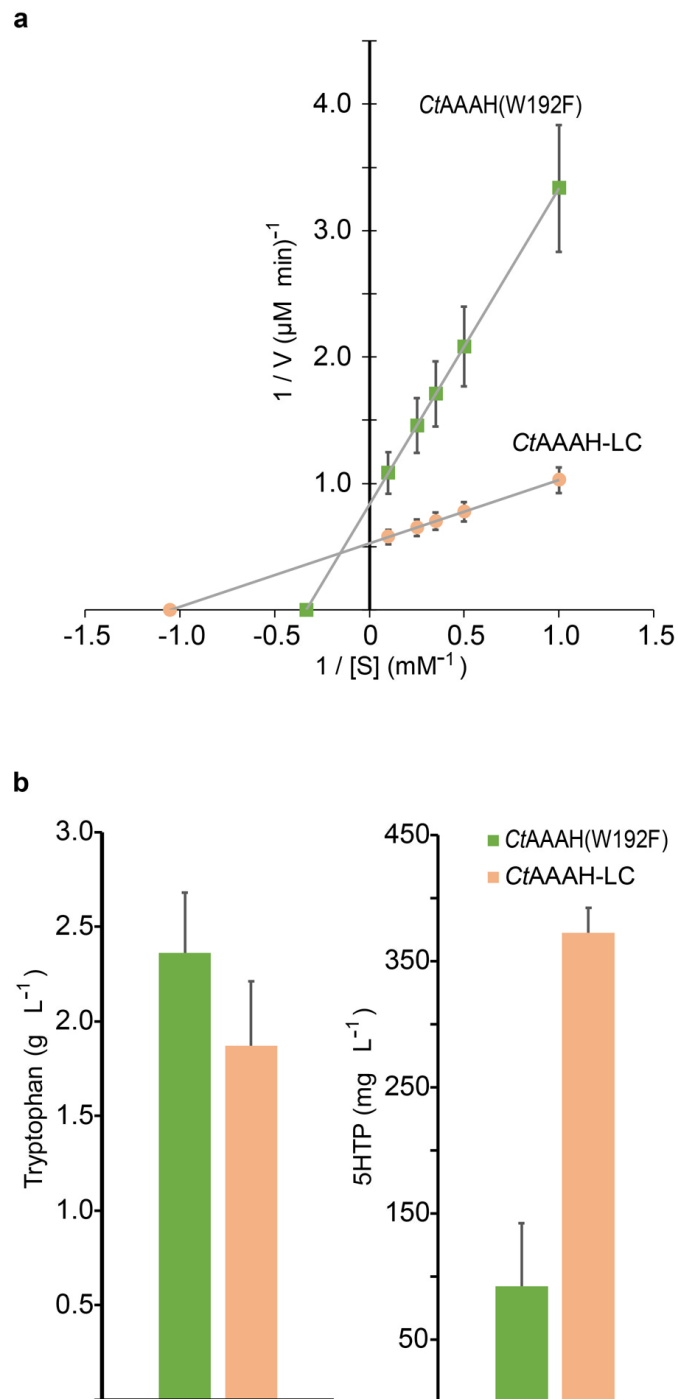 a
CtAAAH(W192F)
4.0
3.0
2.0
1.0
1 / V (µM min)⁻¹
CtAAAH-LC
-1.5 -1.0 -0.5 0 0.5 1.0 1.5
1 / [S] (mM⁻¹)
b
3.0
2.5
2.0
1.5
1.0
0.5
Tryptophan (g L⁻¹)
450
350
250
150
50
5HTP (mg L⁻¹)
CtAAAH(W192F)
CtAAAH-LC